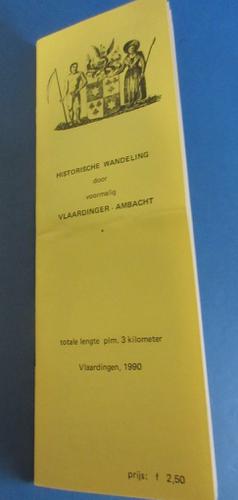 HISTORISCHE WANDELING
door
voormalig
VLAARDINGER - AMBACHT
totale lengte plm. 3 kilometer
Vlaardingen, 1990
prijs: f 2,50